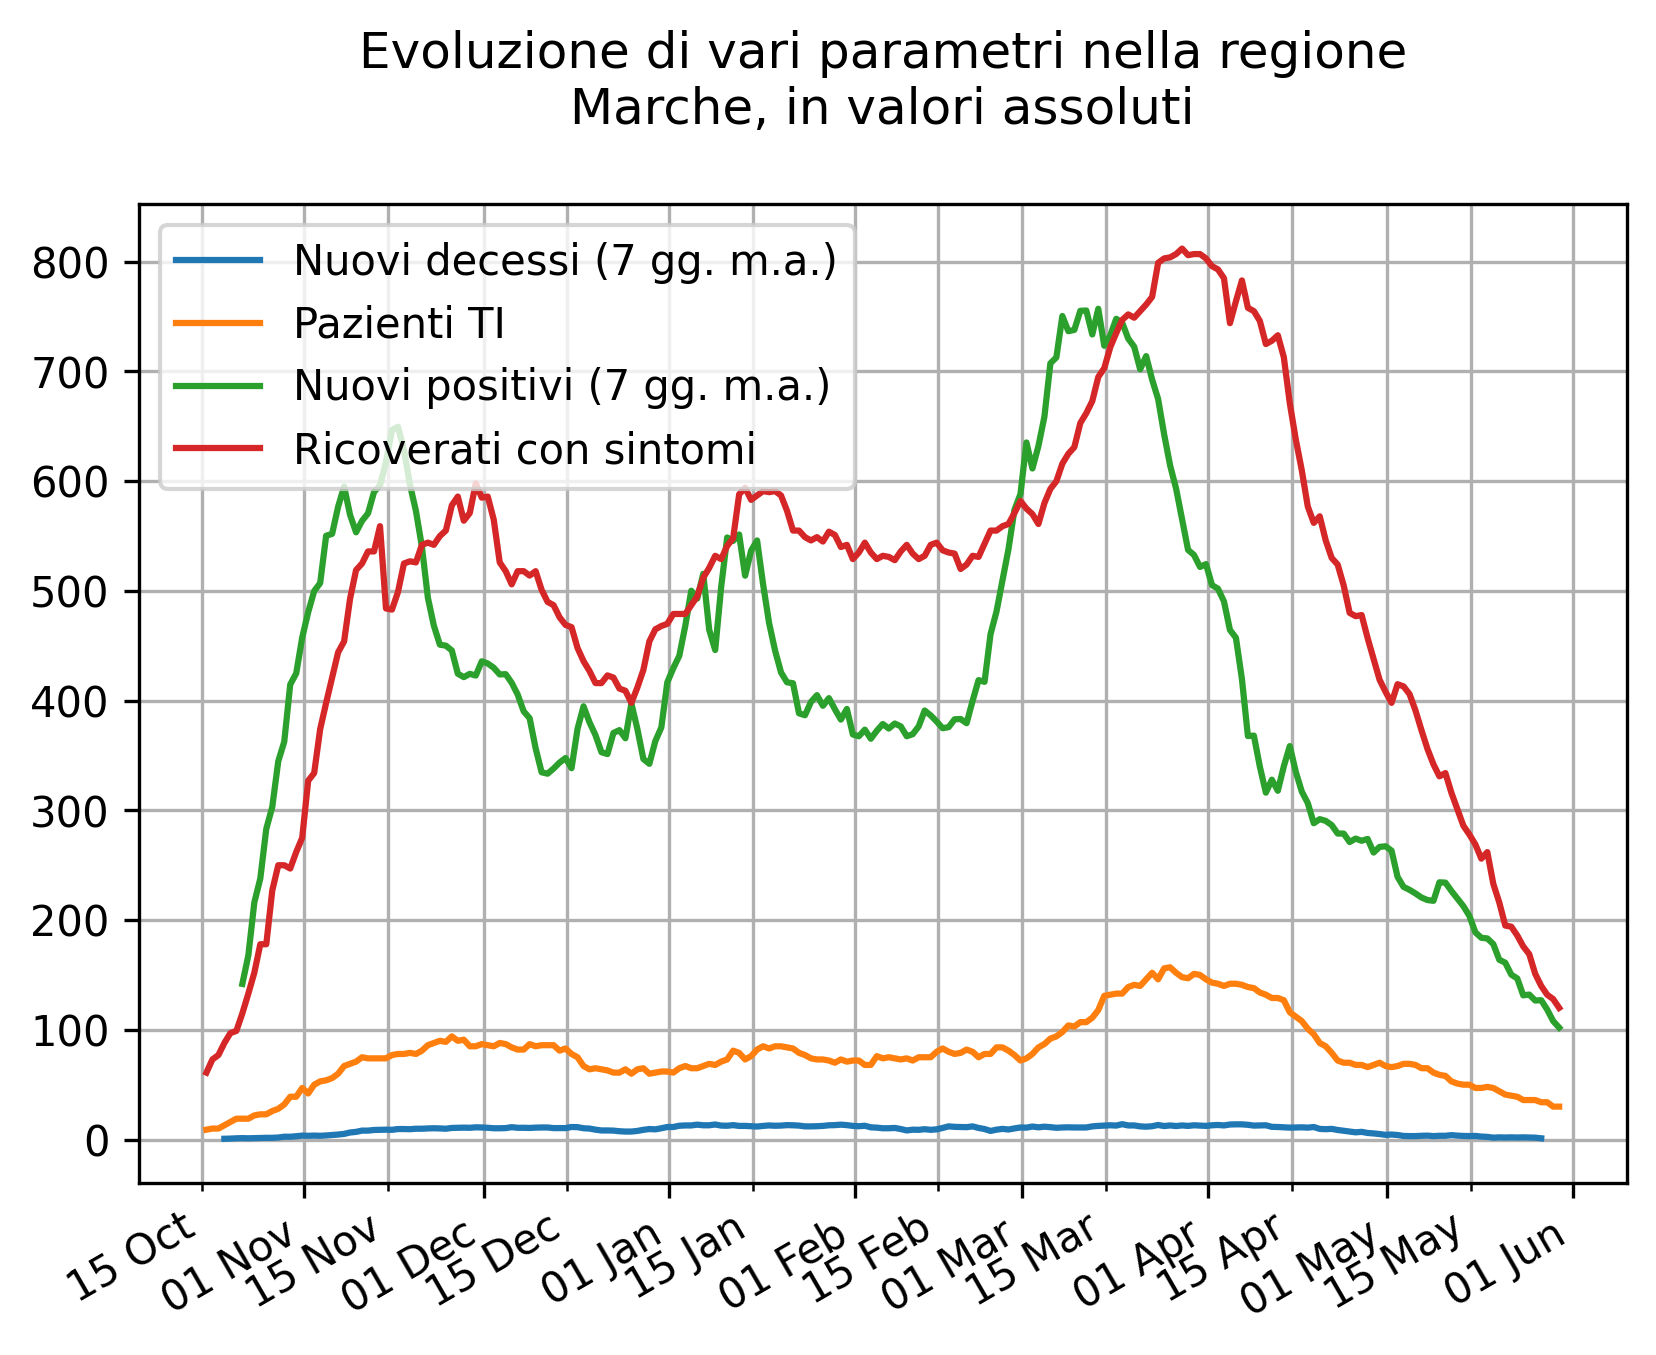 Evoluzione di vari parametri nella regione
Marche, in valori assoluti
Nuovi decessi (7 gg. m.a.)
Pazienti TI
Nuovi positivi (7 gg. m.a.)
Ricoverati con sintomi
800
700
600
500
400
300
200
100
0
15 Oct
01 Nov
15 Nov
01 Dec
15 Dec
01 Jan
15 Jan
01 Feb
15 Feb
01 Mar
15 Mar
01 Apr
15 Apr
01 May
15 May
01 Jun